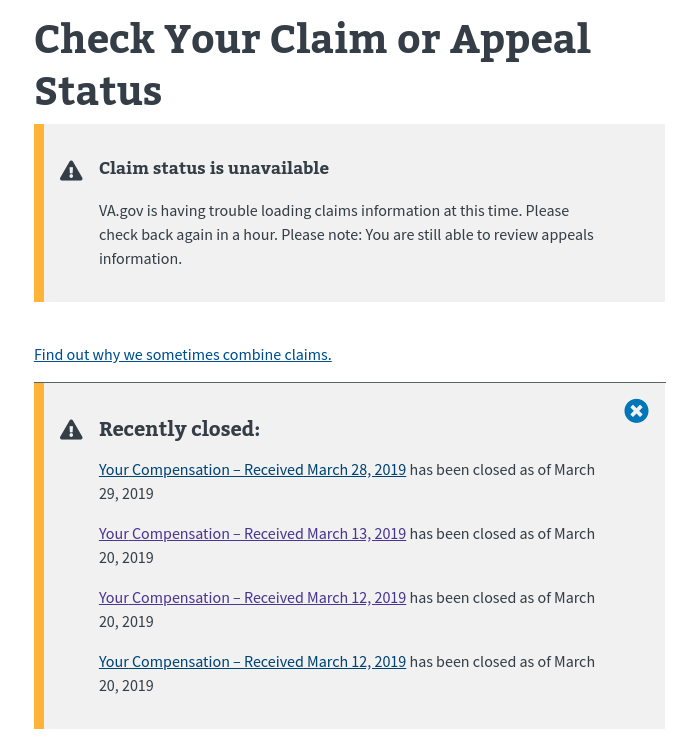 Check Your Claim or Appeal
Status
Claim status is unavailable
VA.gov is having trouble loading claims information at this time. Please
check back again in a hour. Please note: You are still able to review appeals
information.
Find out why we sometimes combine claims.
Recently closed:
Your Compensation – Received March 28, 2019 has been closed as of March
29, 2019
Your Compensation – Received March 13, 2019 has been closed as of March
20, 2019
Your Compensation – Received March 12, 2019 has been closed as of March
20, 2019
Your Compensation – Received March 12, 2019 has been closed as of March
20, 2019